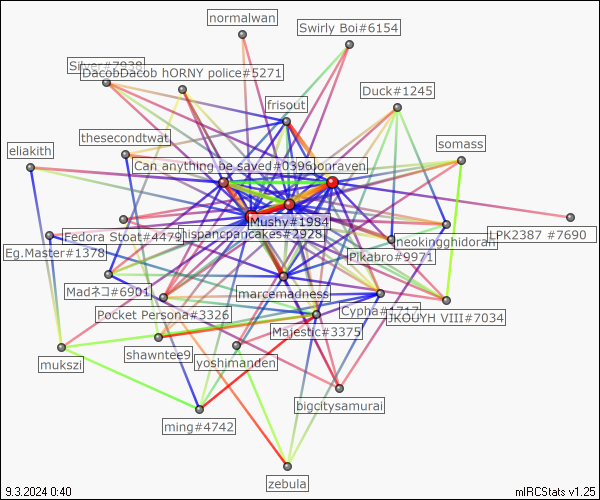 normalwan
Swirly Boi#6154
Silver#7938
DacobDacob hORNY police#5271
Duck#1245
frisout
thesecondtwat
somass
eliakith
Can anything be saved#0396
ionraven
Mushy#1984
hispancpancakes#2928
Fedora Stoat#4479
LPK2387 #7690
neokingghidorah
Eg.Master#1378
Pikabro#9971
Madネコ#6901
marcemadness
Pocket Persona#3326
Cypha#1717
JKOUYH VIII#7034
Majestic#3375
shawntee9
yoshimanden
mukszi
bigcitysamurai
ming#4742
zebula
9.3.2024 0:40
mIRCStats v1.25